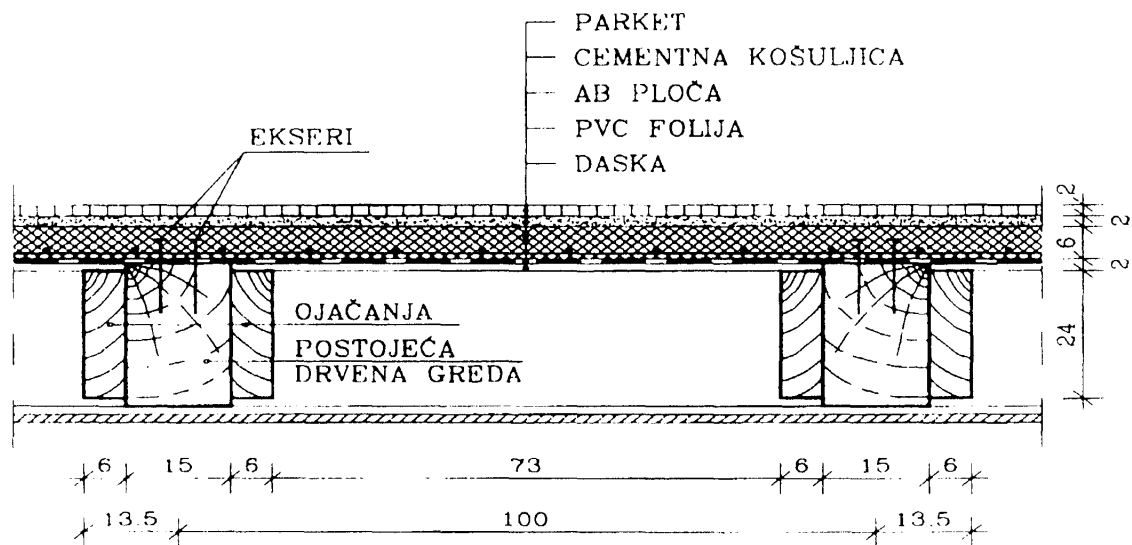 PARKET
CEMENTNA KOŠULJICA
AB PLOČA
PVC FOLIJA
DASKA
EKSERI
OJAČANJA
POSTOJEĆA
DRVENA GREDA
2
2
6
2
24
6 15 6 73 6 15 6
13.5 100 13.5